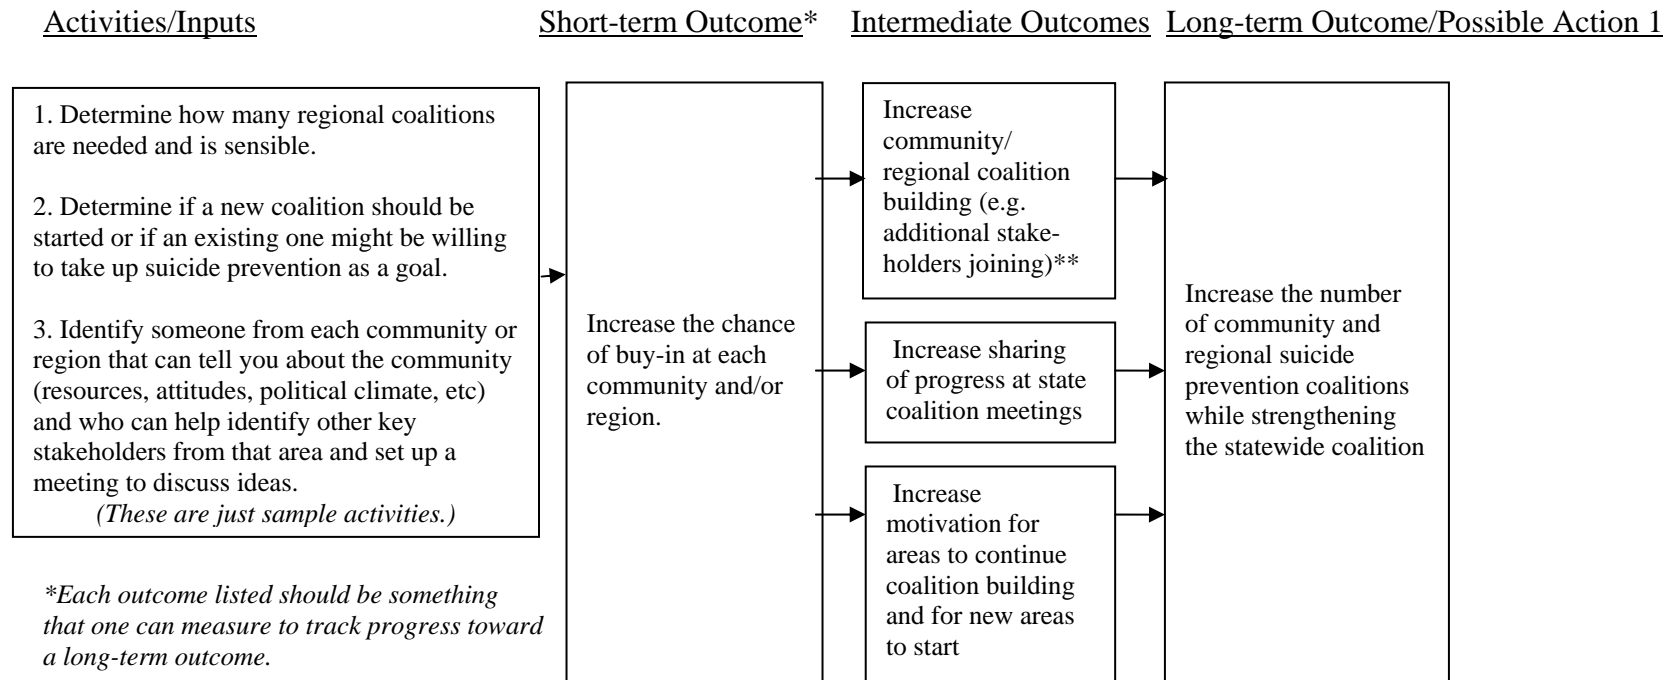 Activities/Inputs
Short-term Outcome*
Intermediate Outcomes
Long-term Outcome/Possible Action 1
1. Determine how many regional coalitions
are needed and is sensible.
2. Determine if a new coalition should be
started or if an existing one might be willing
to take up suicide prevention as a goal.
3. Identify someone from each community or
region that can tell you about the community
(resources, attitudes, political climate, etc)
and who can help identify other key
stakeholders from that area and set up a
meeting to discuss ideas.
(These are just sample activities.)
*Each outcome listed should be something
that one can measure to track progress toward
a long-term outcome.
Increase the chance
of buy-in at each
community and/or
region.
Increase
community/
regional coalition
building (e.g.
additional stake-
holders joining)**
Increase sharing
of progress at state
coalition meetings
Increase
motivation for
areas to continue
coalition building
and for new areas
to start
Increase the number
of community and
regional suicide
prevention coalitions
while strengthening
the statewide coalition